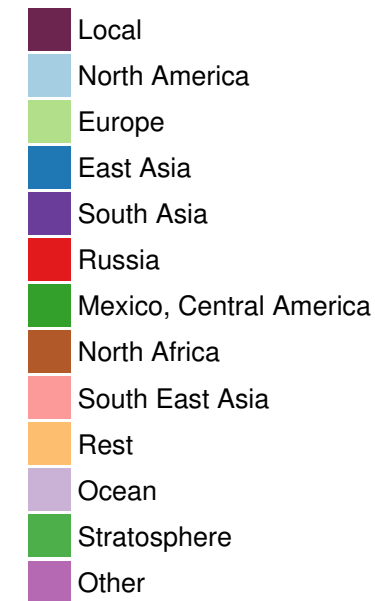 Local
North America
Europe
East Asia
South Asia
Russia
Mexico, Central America
North Africa
South East Asia
Rest
Ocean
Stratosphere
Other